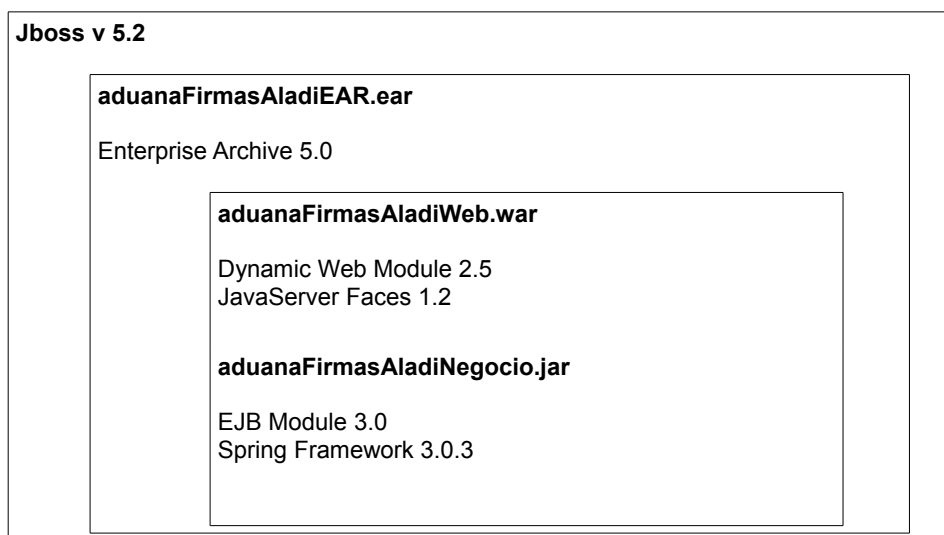 Jboss v 5.2
aduanaFirmasAladiEAR.ear
Enterprise Archive 5.0
aduanaFirmasAladiWeb.war
Dynamic Web Module 2.5
JavaServer Faces 1.2
aduanaFirmasAladiNegocio.jar
EJB Module 3.0
Spring Framework 3.0.3